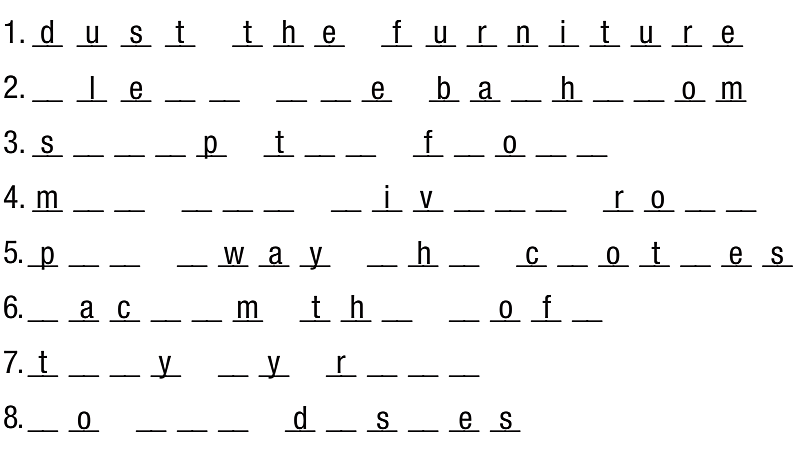 1. d u s t   t h e   f u r n i t u r e
2. _ l e _ _   _ _ e   b a _ h _ _ o m
3. s _ _ _ p   t _ _   f _ o _ _
4. m _ _   _ _ _   _ i v _ _ _   r o _ _
5. p _ _   _ w a y   _ h _   c _ o t _ e s
6. _ a c _ _ m   t h _   _ o f _
7. t _ _ y   _ y   r _ _ _
8. _ o   _ _ _   d _ s _ e s